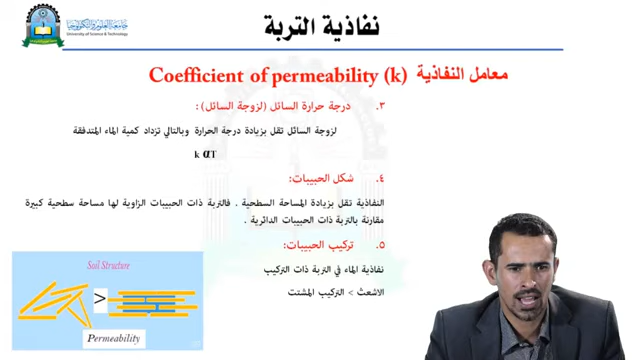 جامعة العلوم والتكنولوجيا
University of Science & Technology
نفاذية التربة
معامل النفاذية Coefficient of permeability (k)
٣. درجة حرارة السائل (لزوجة السائل) :
لزوجة السائل تقل بزيادة درجة الحرارة وبالتالي تزداد كمية الماء المتدفقة
k αT
٤. شكل الحبيبات:
النفاذية تقل بزيادة المساحة السطحية . فالتربة ذات الحبيبات الزاوية لها مساحة سطحية كبيرة
مقارنة بالتربة ذات الحبيبات الدائرية .
٥. تركيب الحبيبات:
نفاذية الماء في التربة ذات التركيب
الاشعث > التركيب المشتت
Soil Structure
>
Permeability